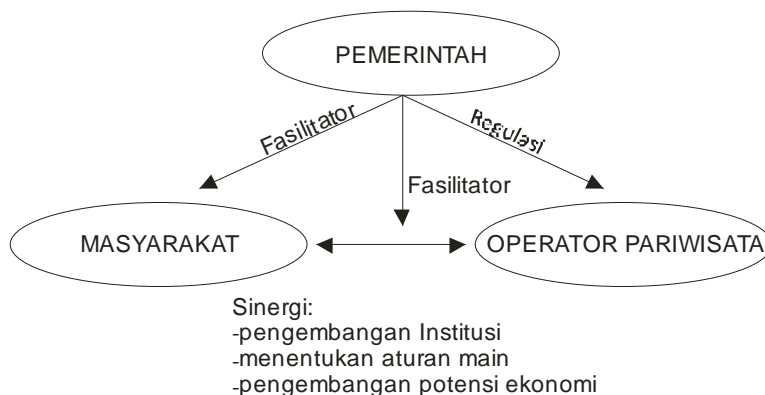 PEMERINTAH
Fasilitator
Regulasi
Fasilitator
MASYARAKAT
OPERATOR PARIWISATA
Sinergi:
-pengembangan Institusi
-menentukan aturan main
-pengembangan potensi ekonomi